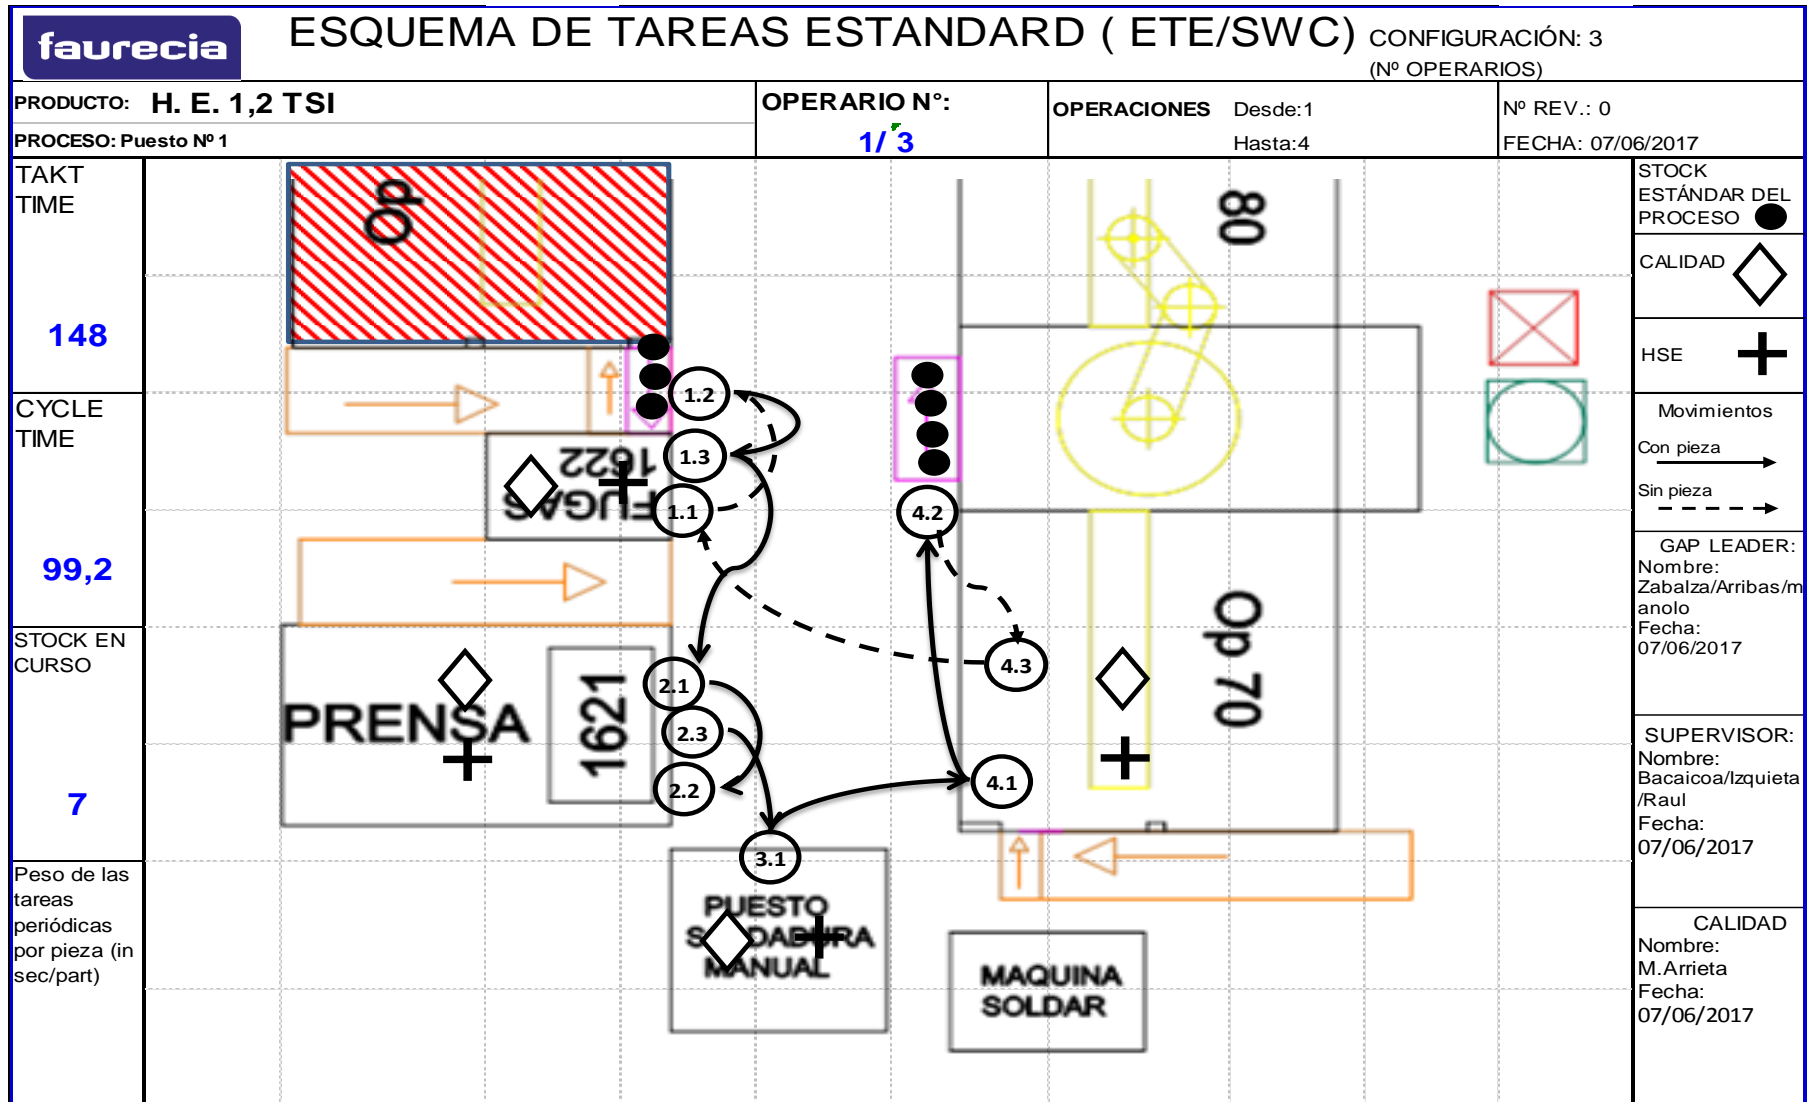 faurecia
ESQUEMA DE TAREAS ESTANDARD ( ETE/SWC)
CONFIGURACIÓN: 3
(Nº OPERARIOS)
PRODUCTO: H. E. 1,2 TSI
PROCESO: Puesto Nº 1
OPERARIO N°:
1/ 3
OPERACIONES Desde:1
Hasta:4
Nº REV.: 0
FECHA: 07/06/2017
TAKT
TIME
148
CYCLE
TIME
99,2
STOCK EN
CURSO
7
Peso de las
tareas
periódicas
por pieza (in
sec/part)
Op
80
1.2
1.3
1.1
1622
FUGAS
4.2
4.3
Op 70
2.1
2.3
2.2
PRENSA
1621
4.1
3.1
PUESTO
SOLDADURA
MANUAL
MAQUINA
SOLDAR
STOCK
ESTÁNDAR DEL
PROCESO
CALIDAD
HSE
Movimientos
Con pieza
Sin pieza
GAP LEADER:
Nombre:
Zabalza/Arribas/m
anolo
Fecha:
07/06/2017
SUPERVISOR:
Nombre:
Bacaicoa/Izquieta
/Raul
Fecha:
07/06/2017
CALIDAD
Nombre:
M.Arrieta
Fecha:
07/06/2017